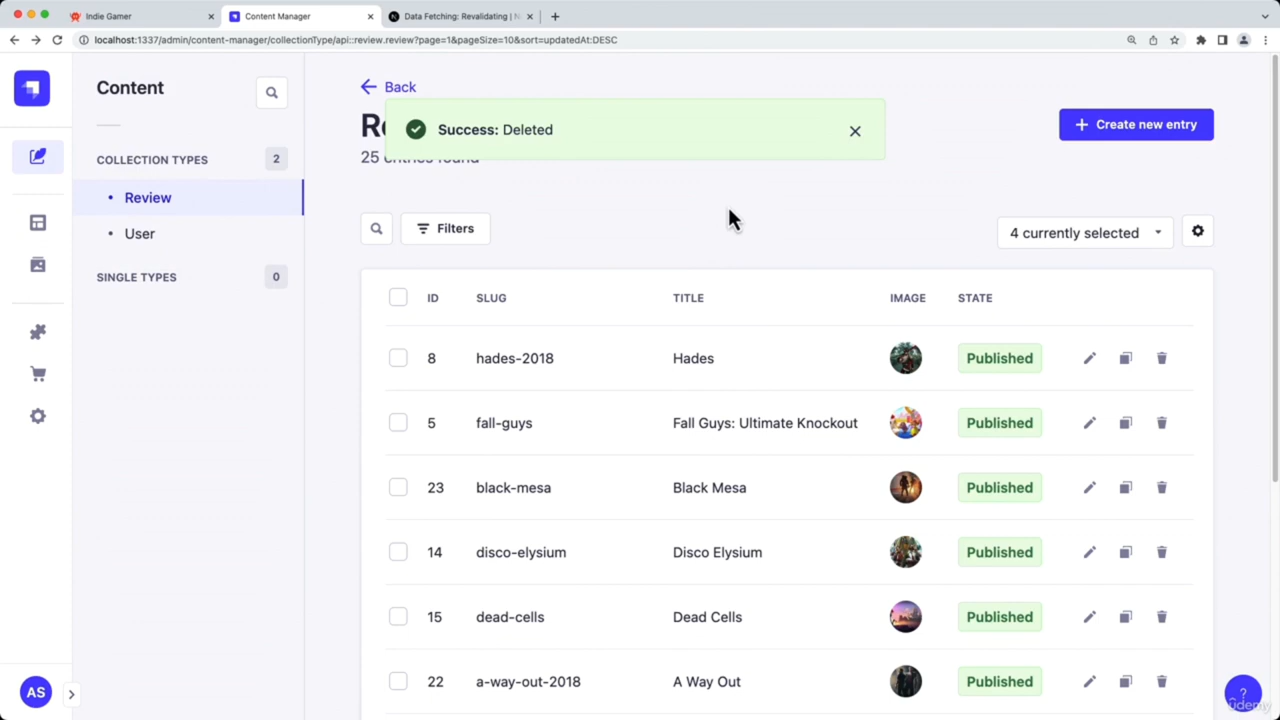 Indie Gamer
Content Manager
Data Fetching: Revalidating | N
localhost:1337/admin/content-manager/collectionType/api::review.review?page=1&pageSize=10&sort=updatedAt:DESC
Content
COLLECTION TYPES 2
Review
User
SINGLE TYPES 0
AS
Back
Success: Deleted
25 entries found
Create new entry
Filters
4 currently selected
ID SLUG TITLE IMAGE STATE
8 hades-2018 Hades Published
5 fall-guys Fall Guys: Ultimate Knockout Published
23 black-mesa Black Mesa Published
14 disco-elysium Disco Elysium Published
15 dead-cells Dead Cells Published
22 a-way-out-2018 A Way Out Published
?
ûdemy